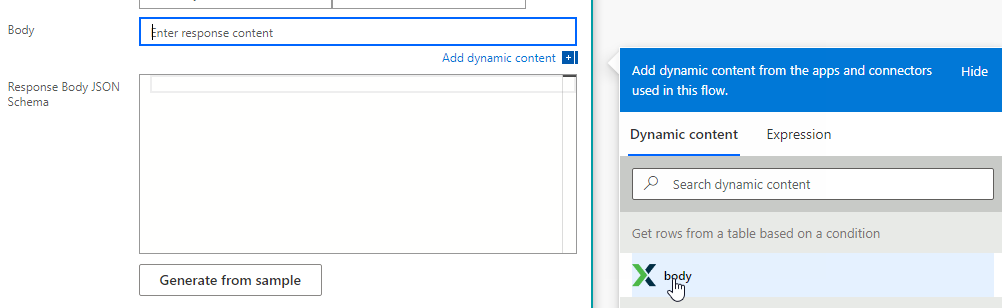 Body
Enter response content
Add dynamic content
Response Body JSON
Schema
Generate from sample
Add dynamic content from the apps and connectors
used in this flow.
Hide
Dynamic content
Expression
Search dynamic content
Get rows from a table based on a condition
body